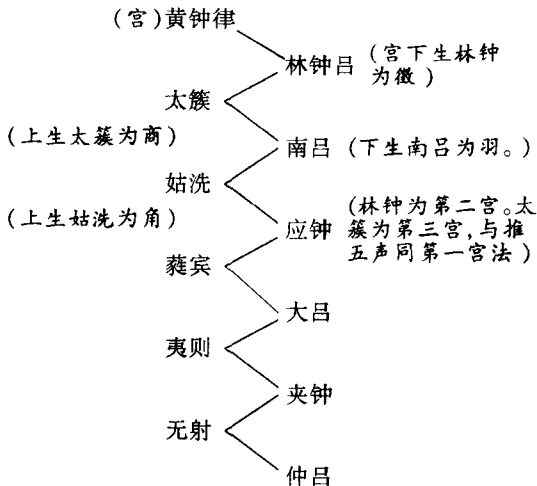 (宫)黄钟律
林钟吕 (宫下生林钟
为徵)
太簇
(上生太簇为商)
南吕 (下生南吕为羽。)
姑洗
(上生姑洗为角)
应钟 (林钟为第二宫。太
簇为第三宫,与推
五声同第一宫法)
蕤宾
大吕
夷则
夹钟
无射
仲吕